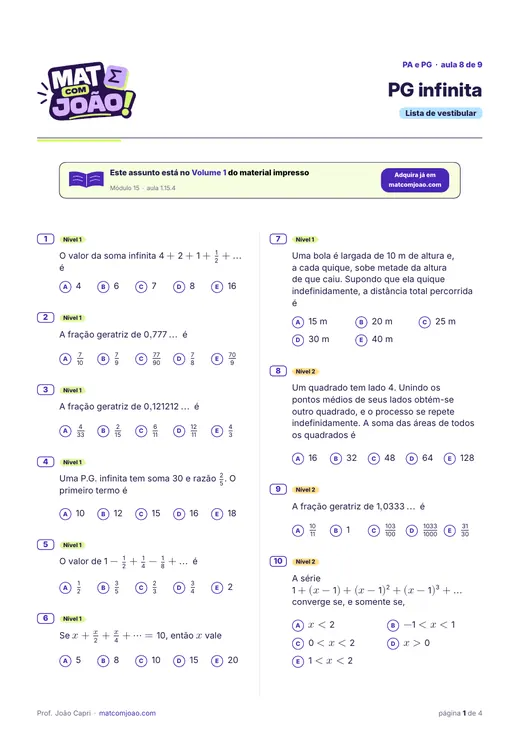 MAT Σ
COM
JOÃO!
PA e PG · aula 8 de 9
PG infinita
Lista de vestibular
Este assunto está no Volume 1 do material impresso
Módulo 15 · aula 1.15.4
Adquira já em
matcomjoao.com
1 Nível 1
O valor da soma infinita 4 + 2 + 1 + 1/2 + ...
é
A 4 B 6 C 7 D 8 E 16
2 Nível 1
A fração geratriz de 0,777... é
A 7/10 B 7/9 C 77/90 D 7/8 E 70/9
3 Nível 1
A fração geratriz de 0,121212... é
A 4/33 B 2/15 C 6/11 D 12/11 E 4/3
4 Nível 1
Uma P.G. infinita tem soma 30 e razão 2/5. O
primeiro termo é
A 10 B 12 C 15 D 16 E 18
5 Nível 1
O valor de 1 − 1/2 + 1/4 − 1/8 + ... é
A 1/2 B 3/5 C 2/3 D 3/4 E 2
6 Nível 1
Se x + x/2 + x/4 + ··· = 10, então x vale
A 5 B 8 C 10 D 15 E 20
7 Nível 1
Uma bola é largada de 10 m de altura e,
a cada quique, sobe metade da altura
de que caiu. Supondo que ela quique
indefinidamente, a distância total percorrida
é
A 15 m B 20 m C 25 m
D 30 m E 40 m
8 Nível 2
Um quadrado tem lado 4. Unindo os
pontos médios de seus lados obtém-se
outro quadrado, e o processo se repete
indefinidamente. A soma das áreas de todos
os quadrados é
A 16 B 32 C 48 D 64 E 128
9 Nível 2
A fração geratriz de 1,0333... é
A 10/11 B 1 C 103/100 D 1033/1000 E 31/30
10 Nível 2
A série
1 + (x − 1) + (x − 1)² + (x − 1)³ + ...
converge se, e somente se,
A x < 2 B −1 < x < 1
C 0 < x < 2 D x > 0
E 1 < x < 2
Prof. João Capri · matcomjoao.com
página 1 de 4